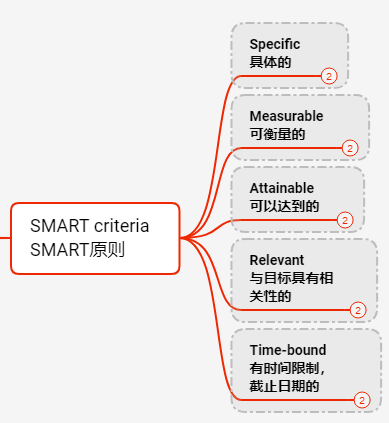 Specific
具体的
2
Measurable
可衡量的
2
Attainable
可以达到的
2
SMART criteria
SMART原则
Relevant
与目标具有相
关性的
2
Time-bound
有时间限制，
截止日期的
2